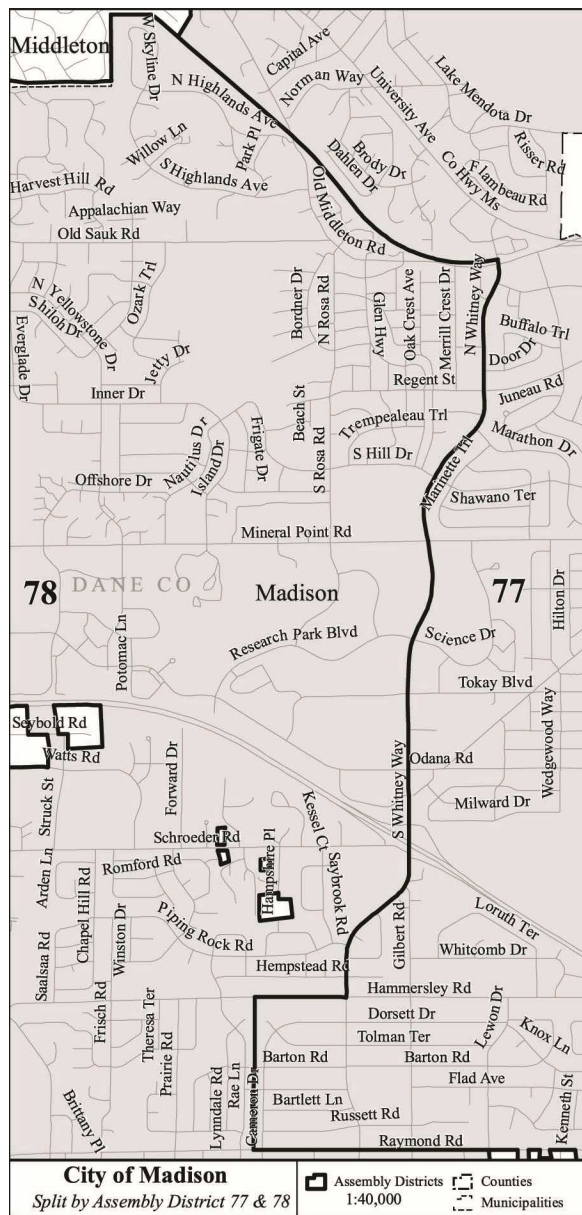 Middleton
W Skyline Dr
Capital Ave
Lake Mendota Dr
N Highlands Ave
Norman Way
University Ave
Willow Ln
Park Pl
Brody Dr
Dahlen Dr
Risser Rd
Co Hwy Ms
Flambeau Rd
S Highlands Ave
Harvest Hill Rd
Appalachian Way
Old Middleton Rd
Old Sauk Rd
N Yellowstone Dr
Shiloh Dr
Ozark Trl
Everglade Dr
Jetty Dr
Inner Dr
Bordner Dr
N Rosa Rd
Glen Hwy
Oak Crest Ave
Merrill Crest Dr
N Whitney Way
Buffalo Trl
Door Dr
Regent St
Juneau Rd
Beach St
Trempealeau Trl
Marathon Dr
S Hill Dr
Marinette Trl
Nautilus Dr
Island Dr
Frigate Dr
S Rosa Rd
Offshore Dr
Shawano Ter
Mineral Point Rd
78
DANE CO
Madison
77
Hilton Dr
Potomac Ln
Research Park Blvd
Science Dr
Tokay Blvd
Seybold Rd
Watts Rd
Struck St
Forward Dr
S Whitney Way
Odana Rd
Wedgewood Way
Milward Dr
Schroeder Rd
Kessel Ct
Hampshire Pl
Saybrook Rd
Arden Ln
Romford Rd
Chapel Hill Rd
Winston Dr
Piping Rock Rd
Gilbert Rd
Loruth Ter
Whitcomb Dr
Saalsaa Rd
Hempstead Rd
Hammersley Rd
Frisch Rd
Theresa Ter
Prairie Rd
Dorsett Dr
Lewon Dr
Tolman Ter
Knox Ln
Barton Rd
Barton Rd
Flad Ave
Brittany Pl
Lynndale Rd
Rae Ln
Cameron Dr
Bartlett Ln
Russett Rd
Kenneth St
Raymond Rd
City of Madison
Split by Assembly District 77 & 78
Assembly Districts
1:40,000
Counties
Municipalities